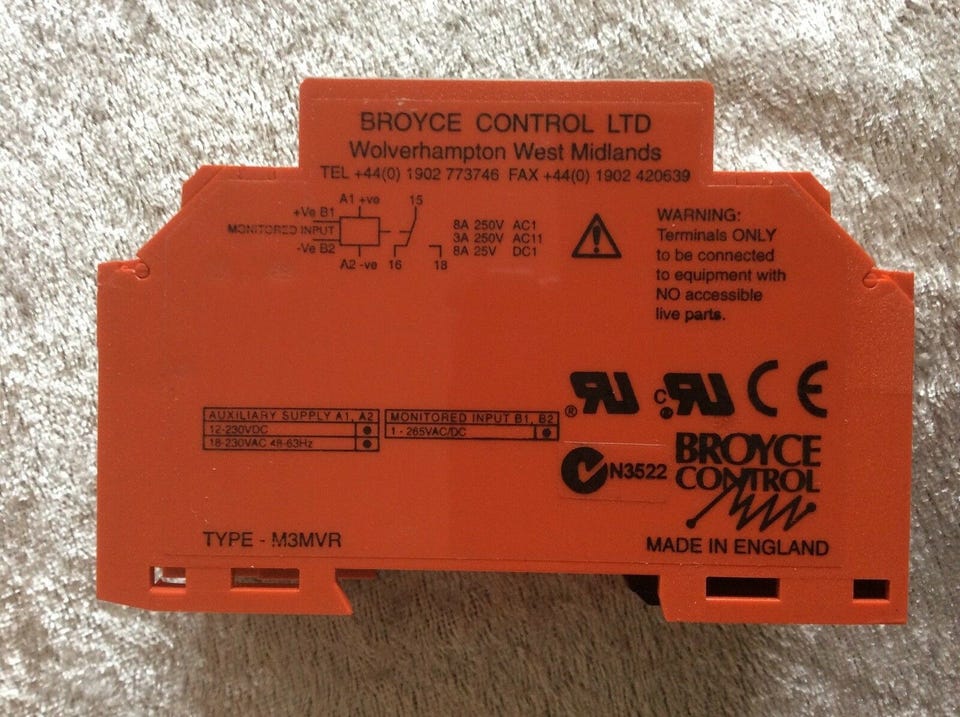 BROYCE CONTROL LTD
Wolverhampton West Midlands
TEL +44(0) 1902 773746 FAX +44(0) 1902 420639
A1 +ve
15
+Ve B1
MONITORED INPUT
-Ve B2
A2 -ve
16
18
8A 250V AC1
3A 250V AC11
8A 25V DC1
WARNING:
Terminals ONLY
to be connected
to equipment with
NO accessible
live parts.
AUXILIARY SUPPLY A1, A2
12-230VDC
18-230VAC 48-63Hz
MONITORED INPUT B1, B2
1 - 265VAC/DC
RU ®
c RU ®
CE
N3522
BROYCE
CONTROL
TYPE - M3MVR
MADE IN ENGLAND